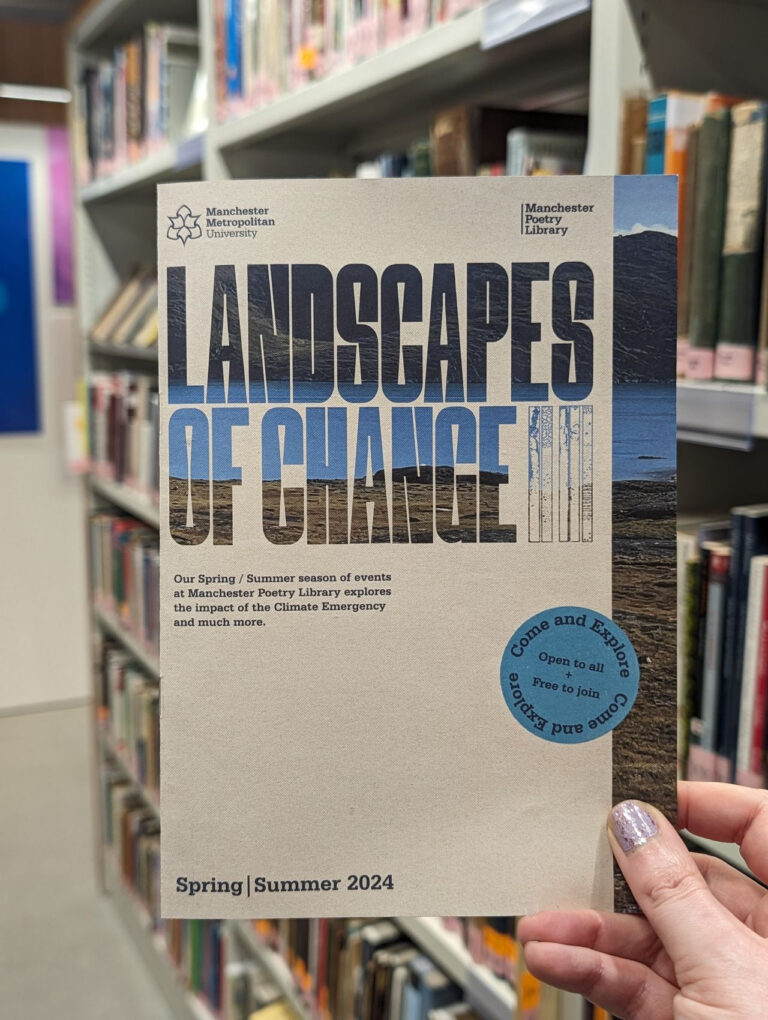 Manchester
Metropolitan
University
Manchester
Poetry
Library
LANDSCAPES
OF CHANGE
Our Spring / Summer season of events
at Manchester Poetry Library explores
the impact of the Climate Emergency
and much more.
Come and Explore
Open to all
+
Free to join
Come and Explore
Spring | Summer 2024